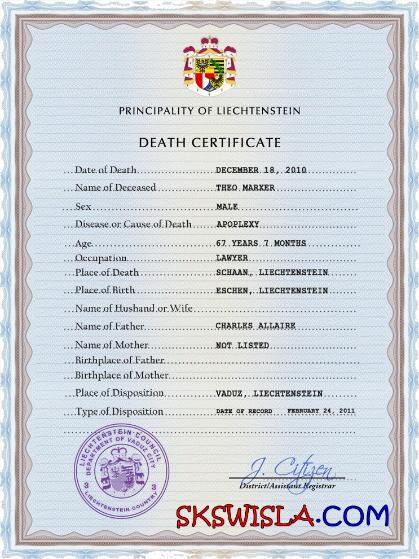 PRINCIPALITY OF LIECHTENSTEIN
DEATH CERTIFICATE
...Date of Death................DECEMBER 18, 2010............
...Name of Deceased.............THEO MARXER..................
...Sex..........................MALE.........................
...Disease or Cause of Death....APOPLEXY.....................
...Age..........................67 YEARS 7 MONTHS............
...Occupation...................LAWYER.......................
...Place of Death...............SCHAAN, LIECHTENSTEIN........
...Place of Birth...............ESCHEN, LIECHTENSTEIN........
...Name of Husband or Wife...................................
...Name of Father...............CHARLES ALLAIRE..............
...Name of Mother...............NOT LISTED...................
...Birthplace of Father......................................
...Birthplace of Mother......................................
...Place of Disposition.........VADUZ, LIECHTENSTEIN.........
...Type of Disposition..........DATE OF RECORD FEBRUARY 24, 2011
LIECHTENSTEIN COUNCIL
DEPARTMENT OF VADUZ CITY
3 3
LIECHTENSTEIN COUNTRY
J. Citizen
District/Assistant Registrar
SKSWISLA.COM